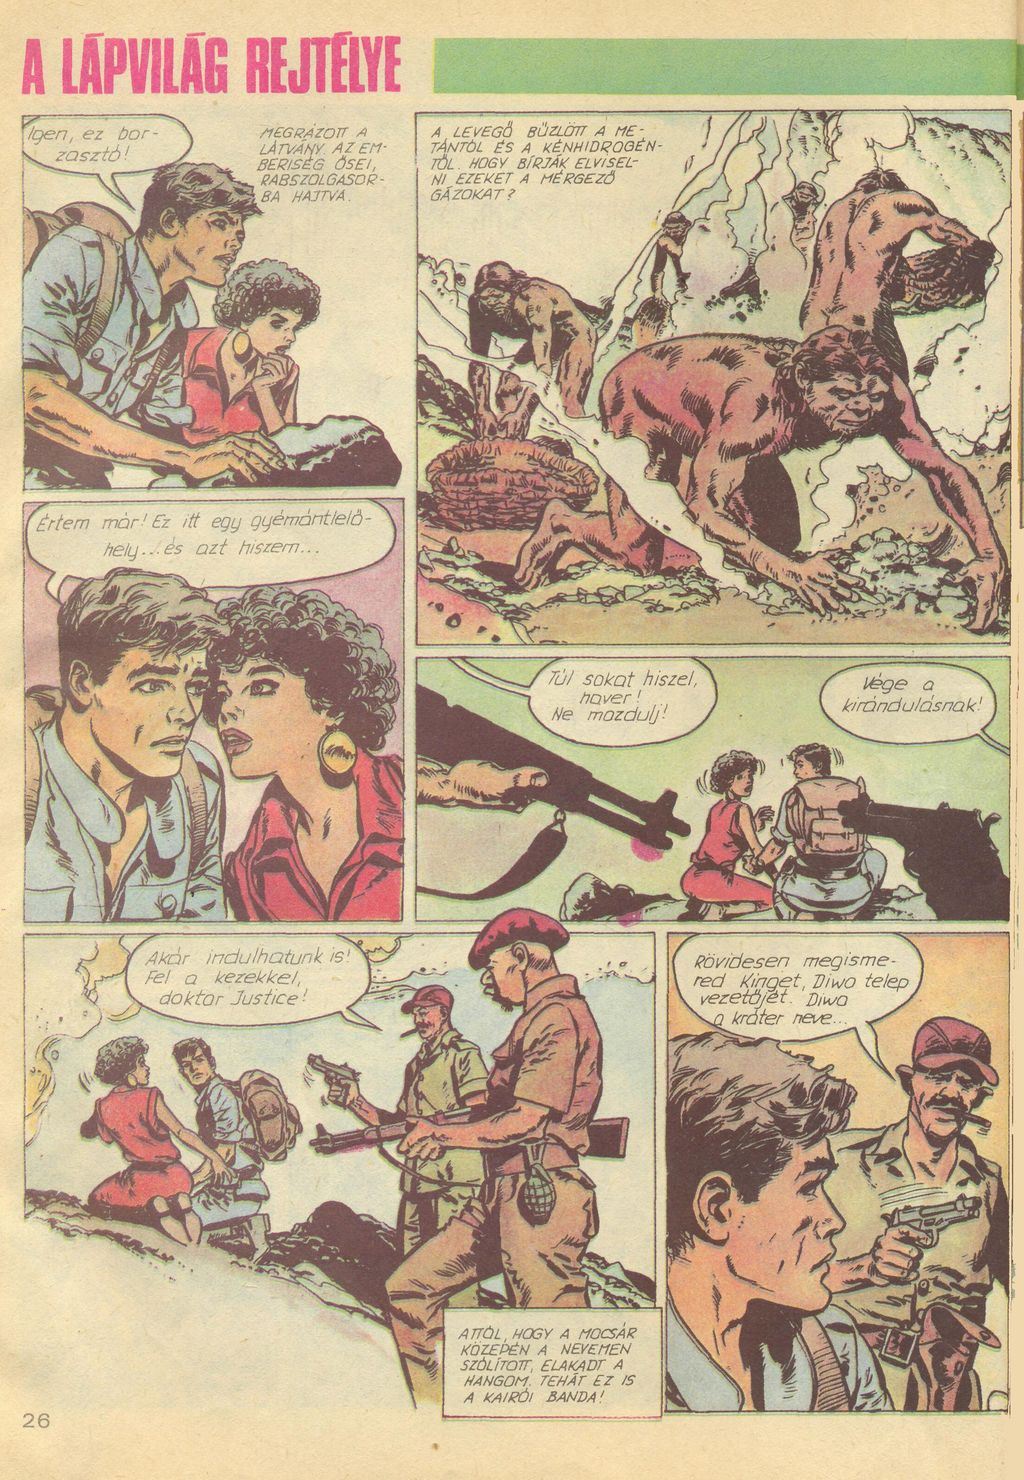 A LÁPVILÁG REJTÉLYE
Igen, ez bor-
zasztó!
MEGRÁZOTT A
LÁTVÁNY. AZ EM-
BERISÉG ŐSEI,
RABSZOLGASOR-
BA HAJTVA.
A LEVEGŐ BŰZLÖTT A ME-
TÁNTÓL ÉS A KÉNHIDROGÉN-
TŐL. HOGY BÍRJÁK ELVISEL-
NI EZEKET A MÉRGEZŐ
GÁZOKAT?
Értem már! Ez itt egy gyémántlelő-
hely... és azt hiszem...
Túl sokat hiszel,
haver!
Ne mozdulj!
Vége a
kirándulásnak!
Akár indulhatunk is!
Fel a kezekkel,
doktor Justice!
Rövidesen megisme-
red Kinget, Diwo telep
vezetőjét. Diwo
a kráter neve...
ATTÓL, HOGY A MOCSÁR
KÖZEPÉN A NEVEMEN
SZÓLÍTOTT, ELAKADT A
HANGOM. TEHÁT EZ IS
A KAIRÓI BANDA!
26